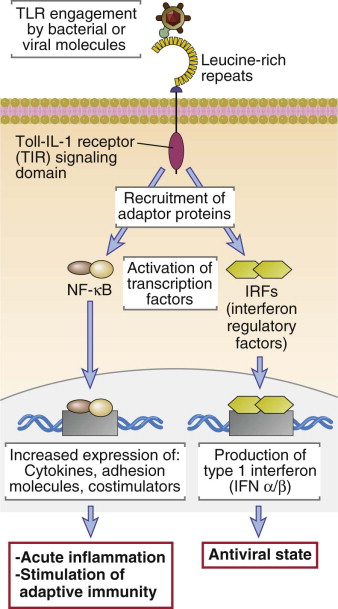 TLR engagement
by bacterial or
viral molecules
Leucine-rich
repeats
Toll-IL-1 receptor
(TIR) signaling
domain
Recruitment of
adaptor proteins
Activation of
transcription
factors
NF-κB
IRFs
(interferon
regulatory
factors)
Increased expression of:
Cytokines, adhesion
molecules, costimulators
Production of
type 1 interferon
(IFN α/β)
-Acute inflammation
-Stimulation of
adaptive immunity
Antiviral state